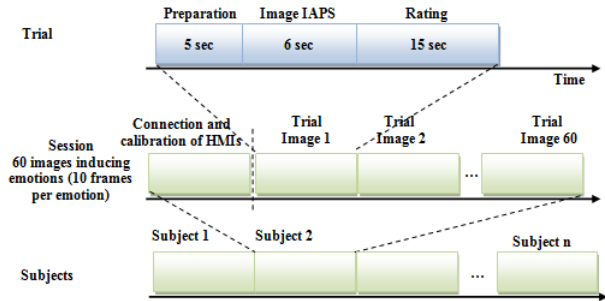 Preparation Image IAPS Rating
Trial
5 sec 6 sec 15 sec
Time
Connection and calibration of HMIs
Trial Image 1
Trial Image 2
Trial Image 60
Session
60 images inducing
emotions (10 frames
per emotion)
...
Subject 1 Subject 2 Subject n
Subjects
...